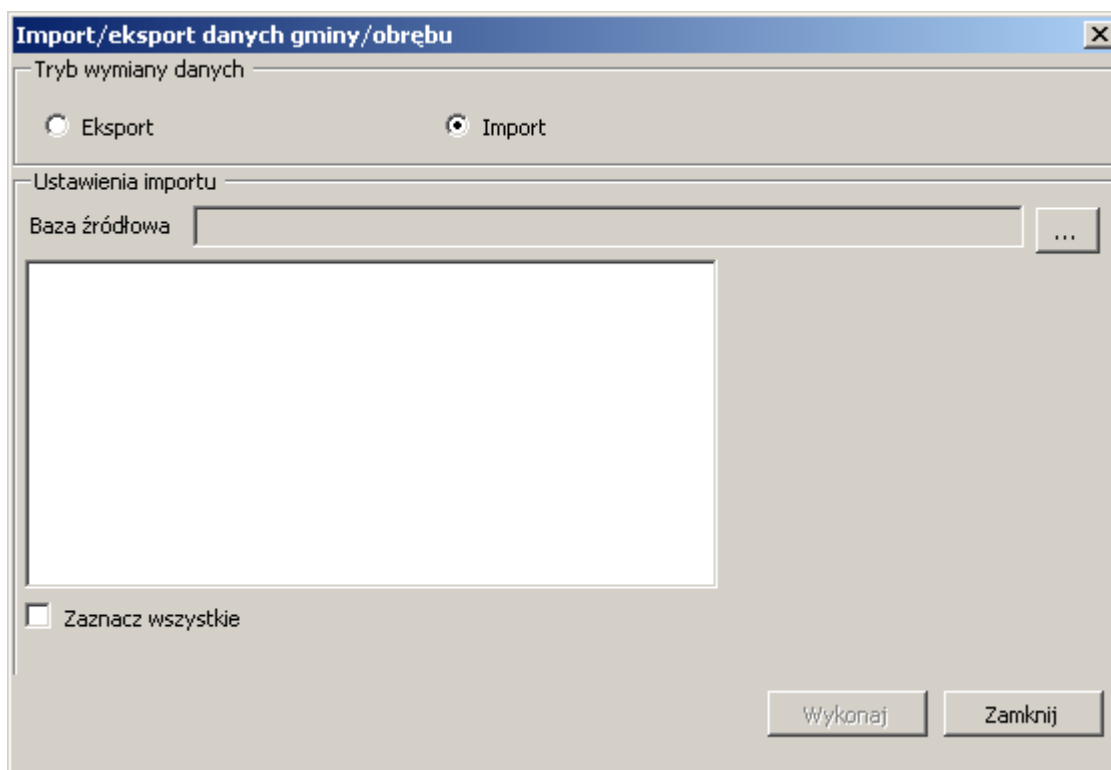 Import/eksport danych gminy/obrębu
Tryb wymiany danych
Eksport Import
Ustawienia importu
Baza źródłowa ...
Zaznacz wszystkie
Wykonaj Zamknij